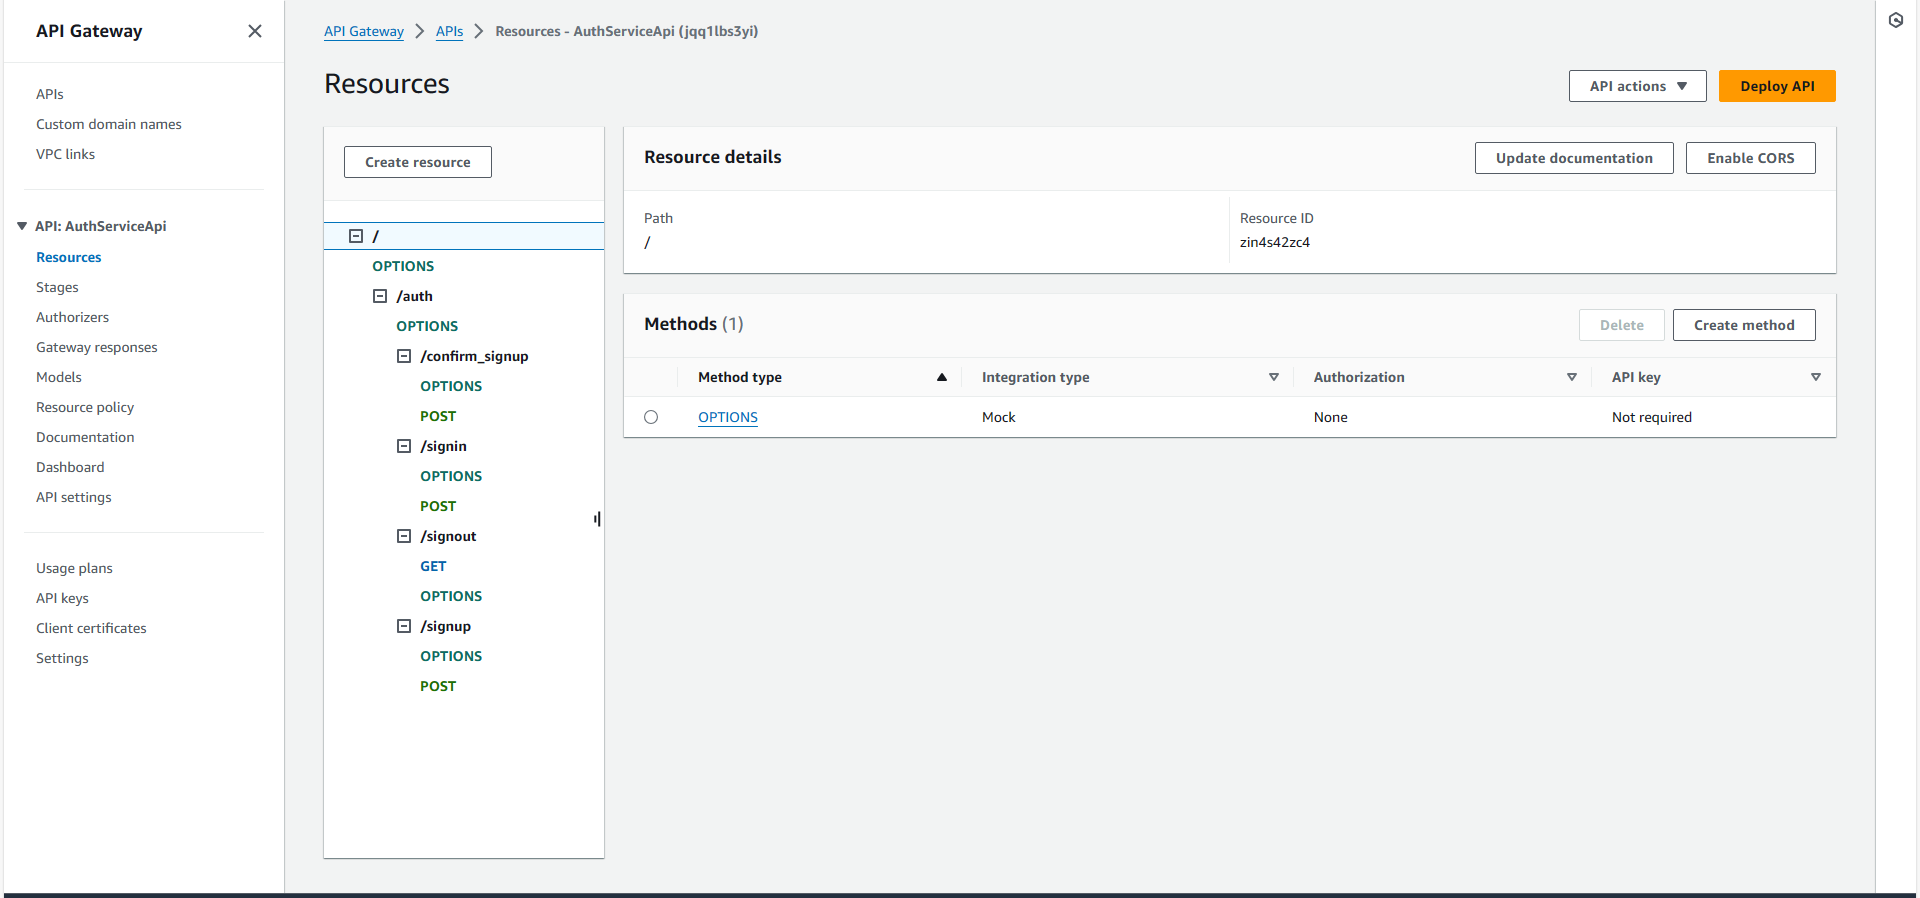 API Gateway
APIs
Custom domain names
VPC links
API: AuthServiceApi
Resources
Stages
Authorizers
Gateway responses
Models
Resource policy
Documentation
Dashboard
API settings
Usage plans
API keys
Client certificates
Settings
API Gateway > APIs > Resources - AuthServiceApi (jqq1lbs3yi)
Resources
API actions
Deploy API
Create resource
/
OPTIONS
/auth
OPTIONS
/confirm_signup
OPTIONS
POST
/signin
OPTIONS
POST
/signout
GET
OPTIONS
/signup
OPTIONS
POST
Resource details
Update documentation
Enable CORS
Path
/
Resource ID
zin4s42zc4
Methods (1)
Delete
Create method
Method type Integration type Authorization API key
OPTIONS Mock None Not required